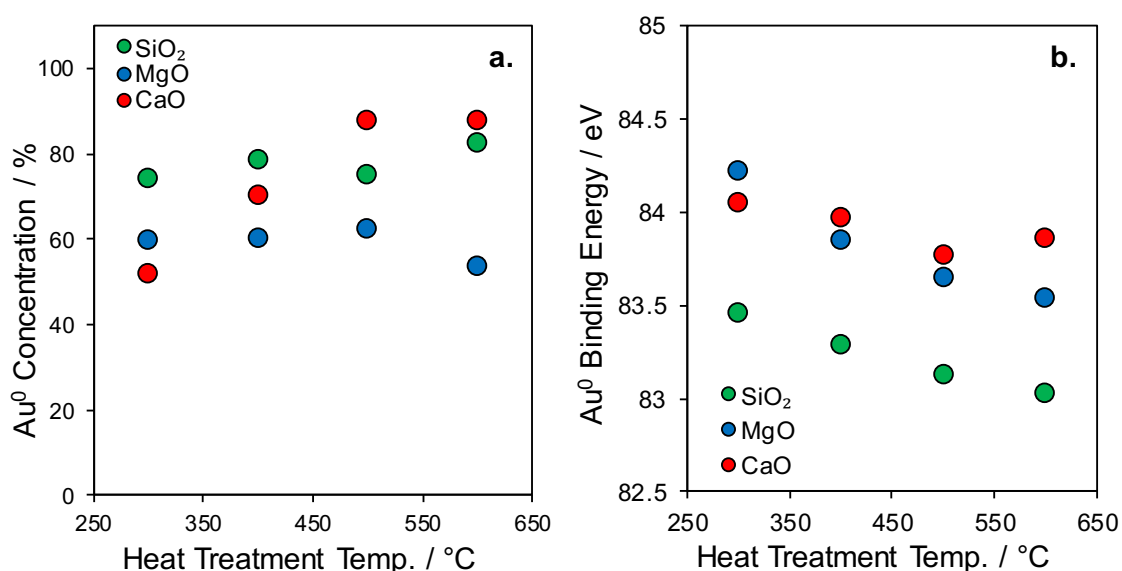 a.
SiO₂
MgO
CaO
100
80
60
40
20
0
250
350
450
550
650
Au⁰ Concentration / %
Heat Treatment Temp. / °C
b.
85
84.5
84
83.5
83
82.5
SiO₂
MgO
CaO
250
350
450
550
650
Au⁰ Binding Energy / eV
Heat Treatment Temp. / °C